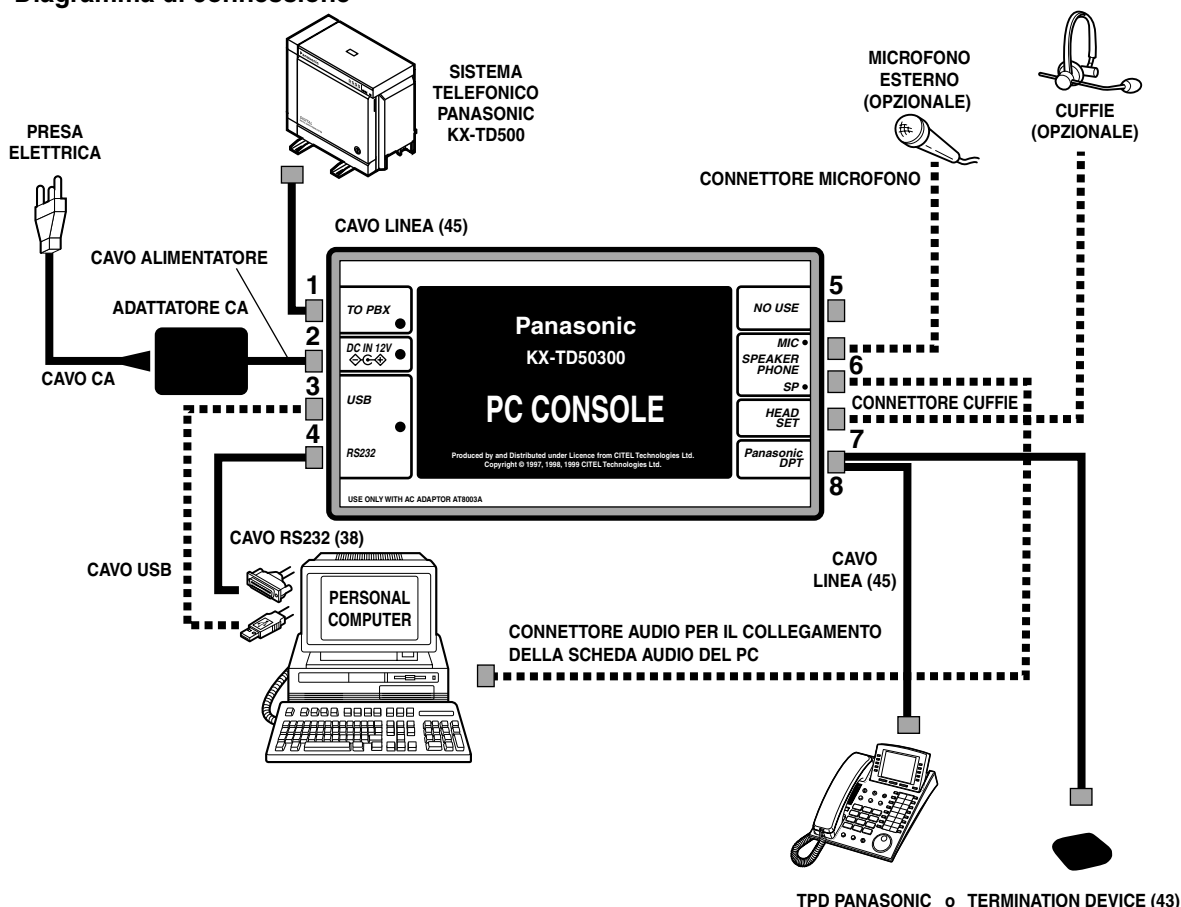 Diagramma di connessione
SISTEMA
TELEFONICO
PANASONIC
KX-TD500
MICROFONO
ESTERNO
(OPZIONALE)
CUFFIE
(OPZIONALE)
PRESA
ELETTRICA
CONNETTORE MICROFONO
CAVO LINEA (45)
CAVO ALIMENTATORE
ADATTATORE CA
CAVO CA
1
2
3
4
TO PBX
DC IN 12V
USB
RS232
Panasonic
KX-TD50300
PC CONSOLE
Produced by and Distributed under Licence from CITEL Technologies Ltd.
Copyright © 1997, 1998, 1999 CITEL Technologies Ltd.
USE ONLY WITH AC ADAPTOR AT8003A
NO USE
MIC
SPEAKER
PHONE
SP
HEAD
SET
Panasonic
DPT
5
6
7
8
CONNETTORE CUFFIE
CAVO RS232 (38)
CAVO USB
PERSONAL
COMPUTER
CAVO
LINEA (45)
CONNETTORE AUDIO PER IL COLLEGAMENTO
DELLA SCHEDA AUDIO DEL PC
TPD PANASONIC o TERMINATION DEVICE (43)